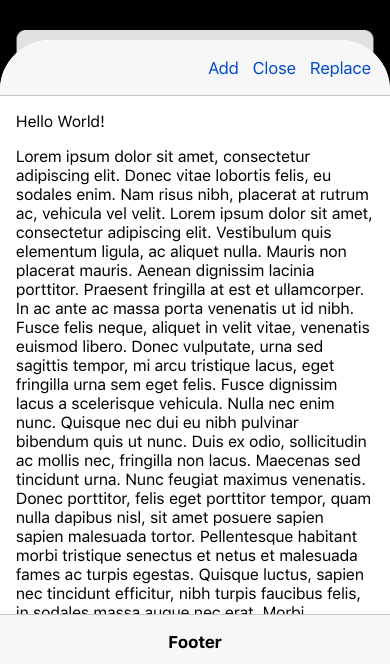 Add Close Replace
Hello World!
Lorem ipsum dolor sit amet, consectetur
adipiscing elit. Donec vitae lobortis felis, eu
sodales enim. Nam risus nibh, placerat at rutrum
ac, vehicula vel velit. Lorem ipsum dolor sit amet,
consectetur adipiscing elit. Vestibulum quis
elementum ligula, ac aliquet nulla. Mauris non
placerat mauris. Aenean dignissim lacinia
porttitor. Praesent fringilla at est et ullamcorper.
In ac ante ac massa porta venenatis ut id nibh.
Fusce felis neque, aliquet in velit vitae, venenatis
euismod libero. Donec vulputate, urna sed
sagittis tempor, mi arcu tristique lacus, eget
fringilla urna sem eget felis. Fusce dignissim
lacus a scelerisque vehicula. Nulla nec enim
nunc. Quisque nec dui eu nibh pulvinar
bibendum quis ut nunc. Duis ex odio, sollicitudin
ac mollis nec, fringilla non lacus. Maecenas sed
tincidunt urna. Nunc feugiat maximus venenatis.
Donec porttitor, felis eget porttitor tempor, quam
nulla dapibus nisl, sit amet posuere sapien
sapien malesuada tortor. Pellentesque habitant
morbi tristique senectus et netus et malesuada
fames ac turpis egestas. Quisque luctus, sapien
nec tincidunt efficitur, nibh turpis faucibus felis,
in sodales massa augue nec erat. Morbi
Footer